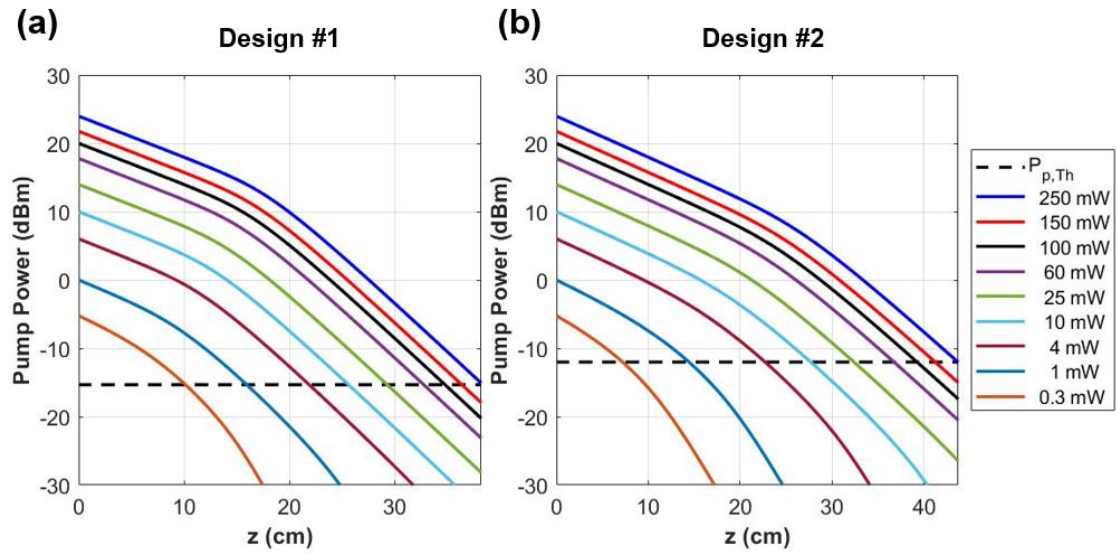 (a)
Design #1
Pump Power (dBm)
30
20
10
0
-10
-20
-30
0
10
20
30
z (cm)
(b)
Design #2
Pump Power (dBm)
30
20
10
0
-10
-20
-30
0
10
20
30
40
z (cm)
Pp,Th
250 mW
150 mW
100 mW
60 mW
25 mW
10 mW
4 mW
1 mW
0.3 mW